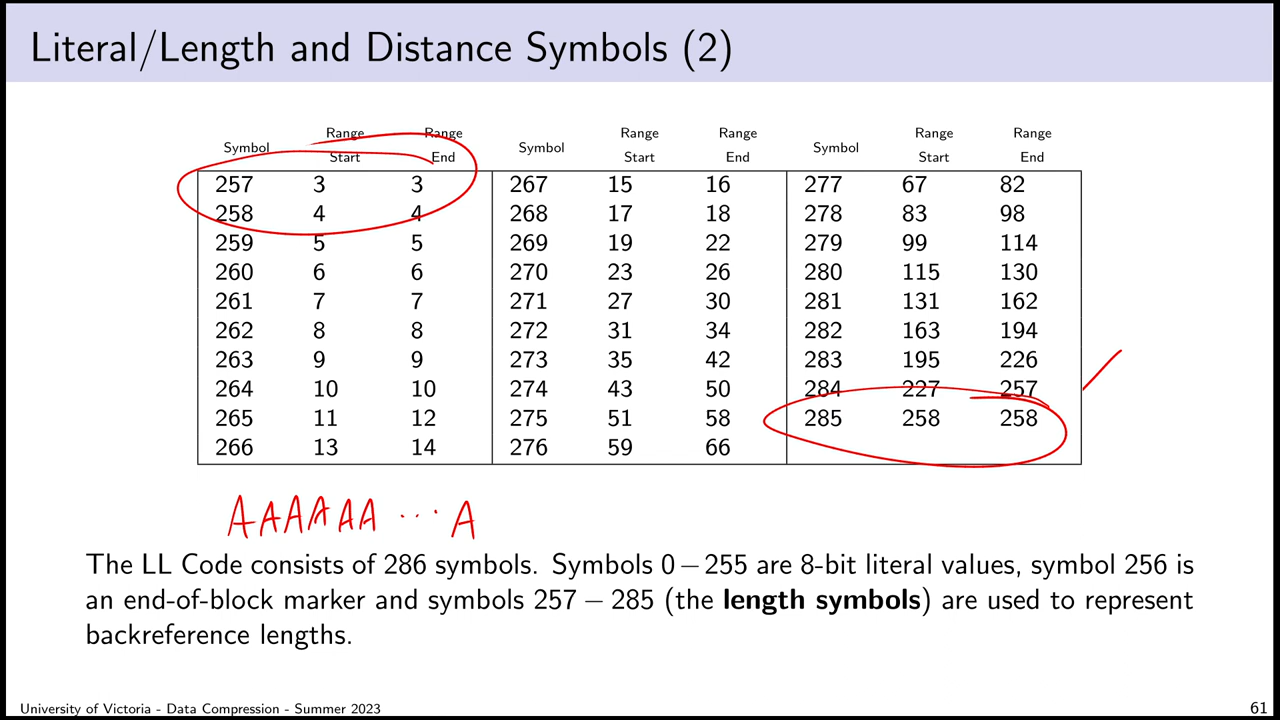 Literal/Length and Distance Symbols (2)
Symbol Range Start Range End Symbol Range Start Range End Symbol Range Start Range End
257 3 3 267 15 16 277 67 82
258 4 4 268 17 18 278 83 98
259 5 5 269 19 22 279 99 114
260 6 6 270 23 26 280 115 130
261 7 7 271 27 30 281 131 162
262 8 8 272 31 34 282 163 194
263 9 9 273 35 42 283 195 226
264 10 10 274 43 50 284 227 257
265 11 12 275 51 58 285 258 258
266 13 14 276 59 66
AAAAAA ··· A
The LL Code consists of 286 symbols. Symbols 0 – 255 are 8-bit literal values, symbol 256 is
an end-of-block marker and symbols 257 – 285 (the length symbols) are used to represent
backreference lengths.
University of Victoria - Data Compression - Summer 2023
61